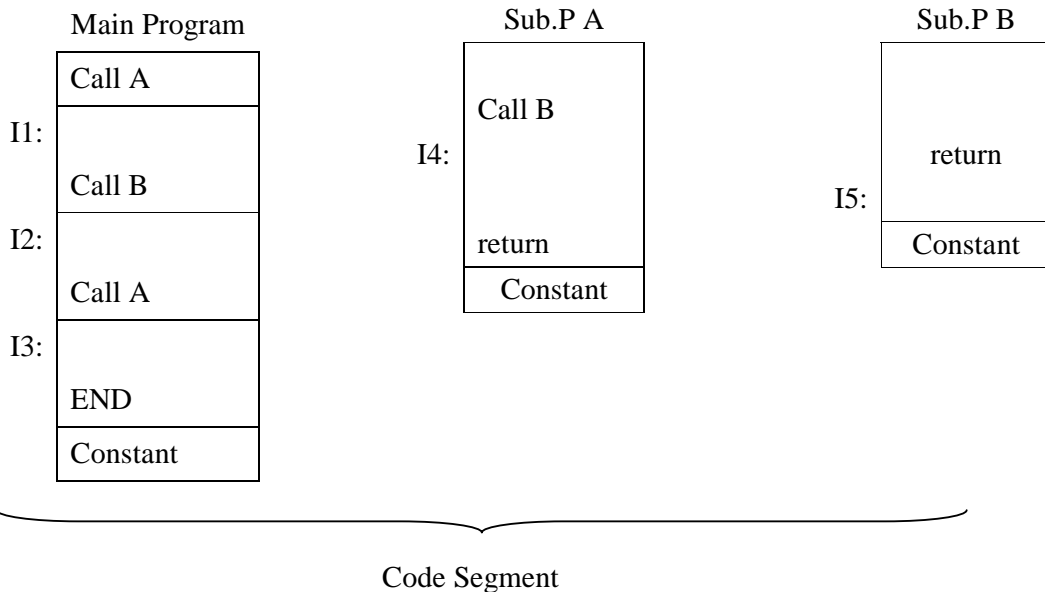 Main Program
Call A
I1:
Call B
I2:
Call A
I3:
END
Constant
Sub.P A
Call B
I4:
return
Constant
Sub.P B
return
I5:
Constant
Code Segment